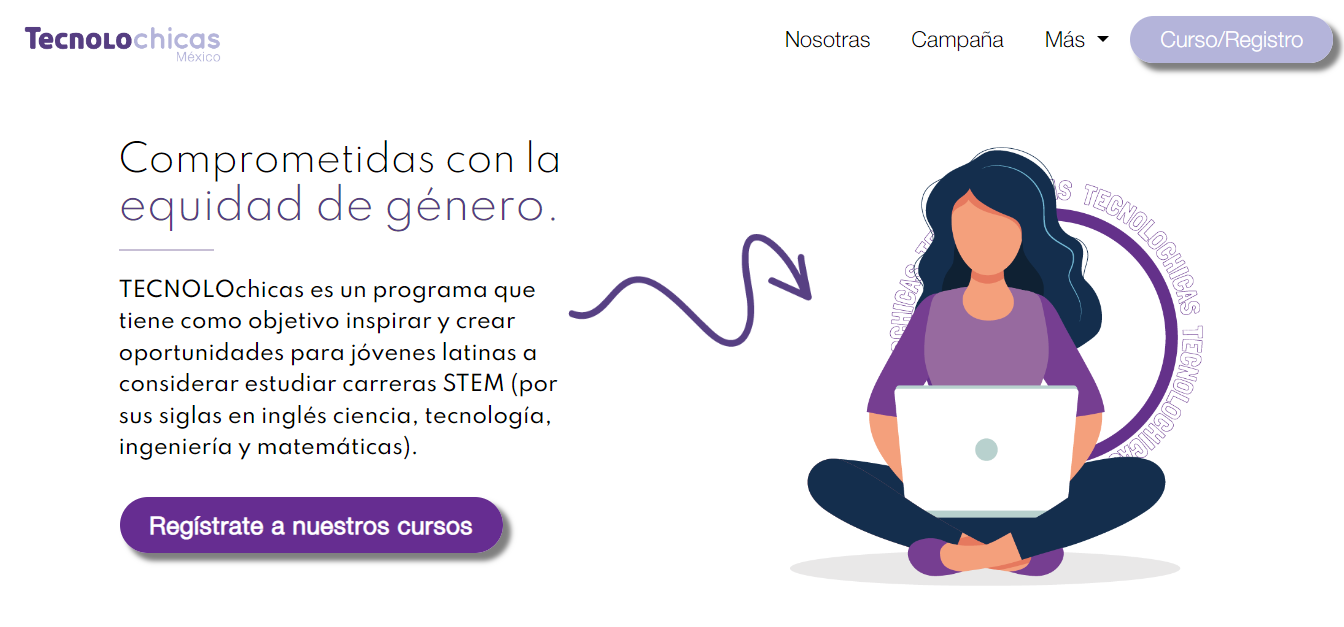 Tecnolochicas
México
Nosotras
Campaña
Más
Curso/Registro
Comprometidas con la
equidad de género.
TECNOLOchicas es un programa que
tiene como objetivo inspirar y crear
oportunidades para jóvenes latinas a
considerar estudiar carreras STEM (por
sus siglas en inglés ciencia, tecnología,
ingeniería y matemáticas).
Regístrate a nuestros cursos
TECNOLOCHICAS TECNOLOCHICAS